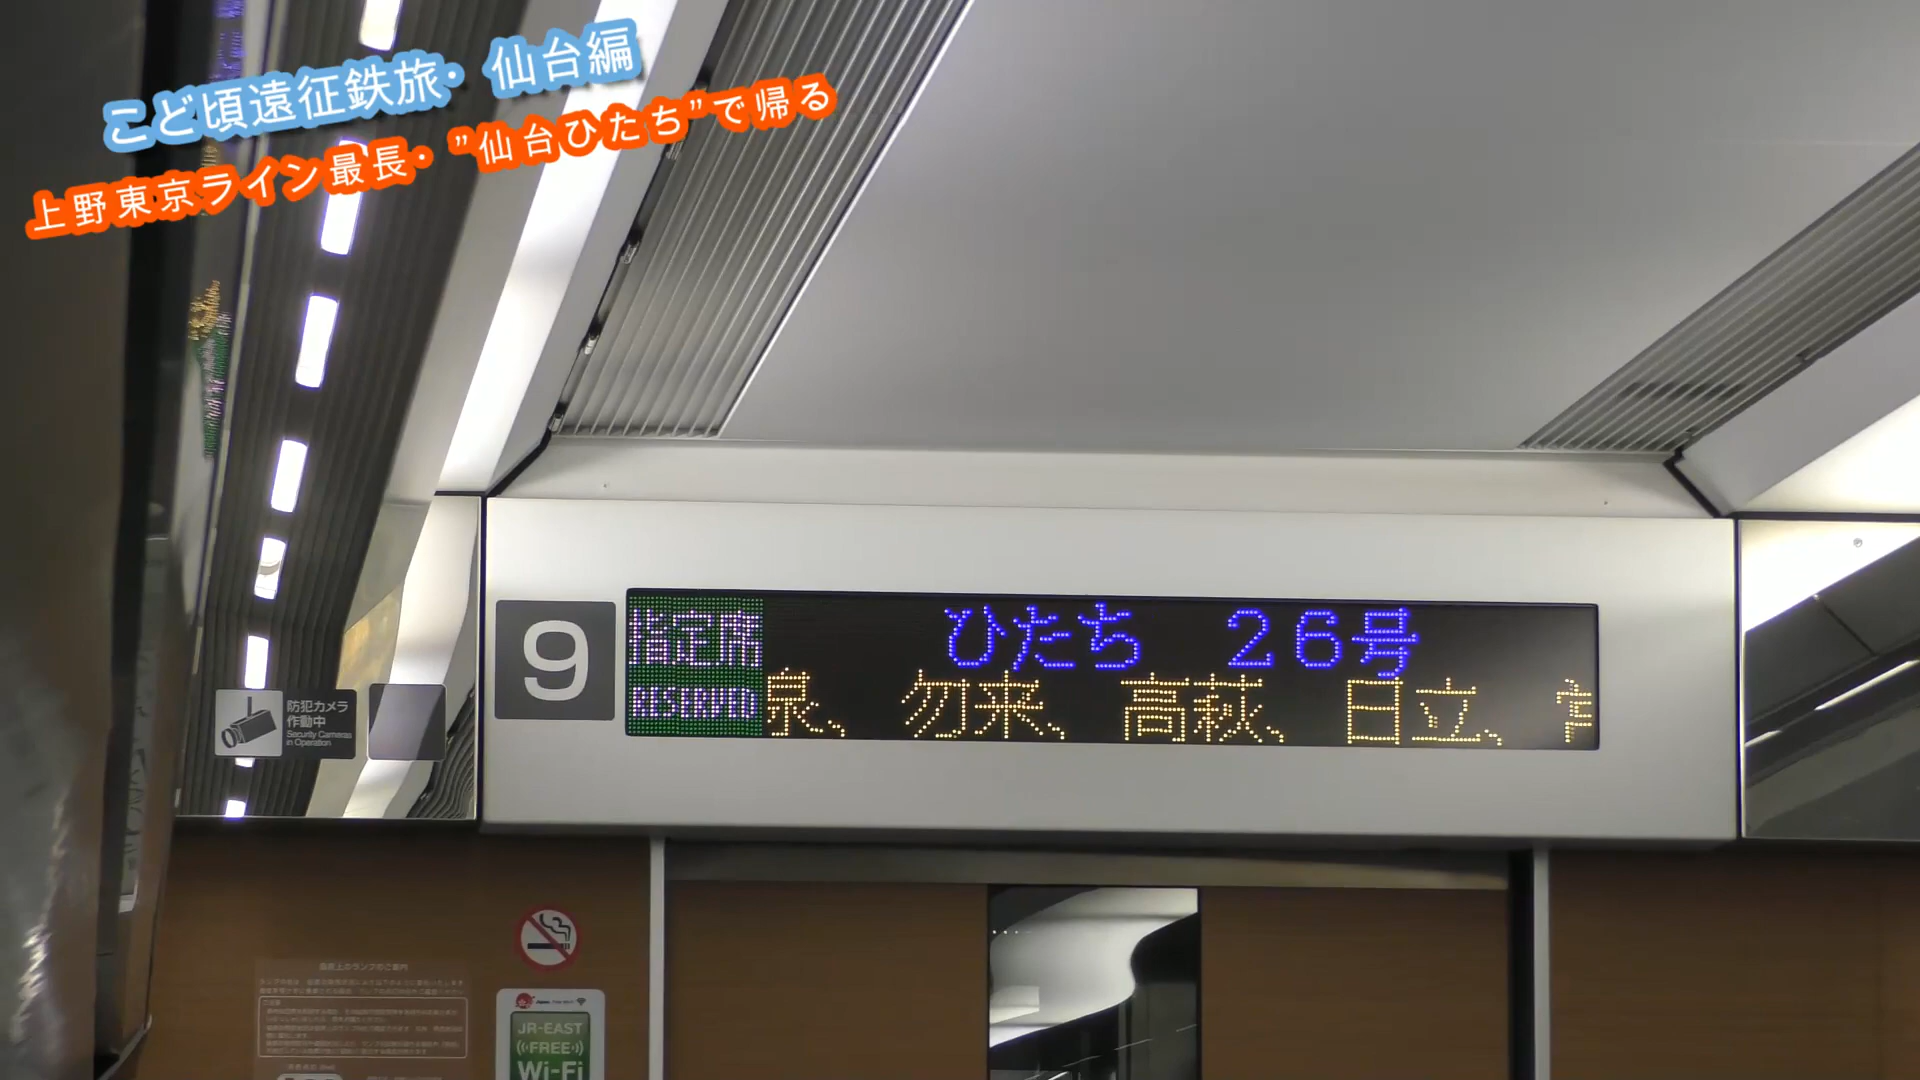 こど頃遠征鉄旅・仙台編
上野東京ライン最長・”仙台ひたち”で帰る
9
指定席
RESERVED
ひたち 26号
泉、勿来、高萩、日立、
防犯カメラ
作動中
Security Cameras
in Operation
JR-EAST
FREE
Wi-Fi